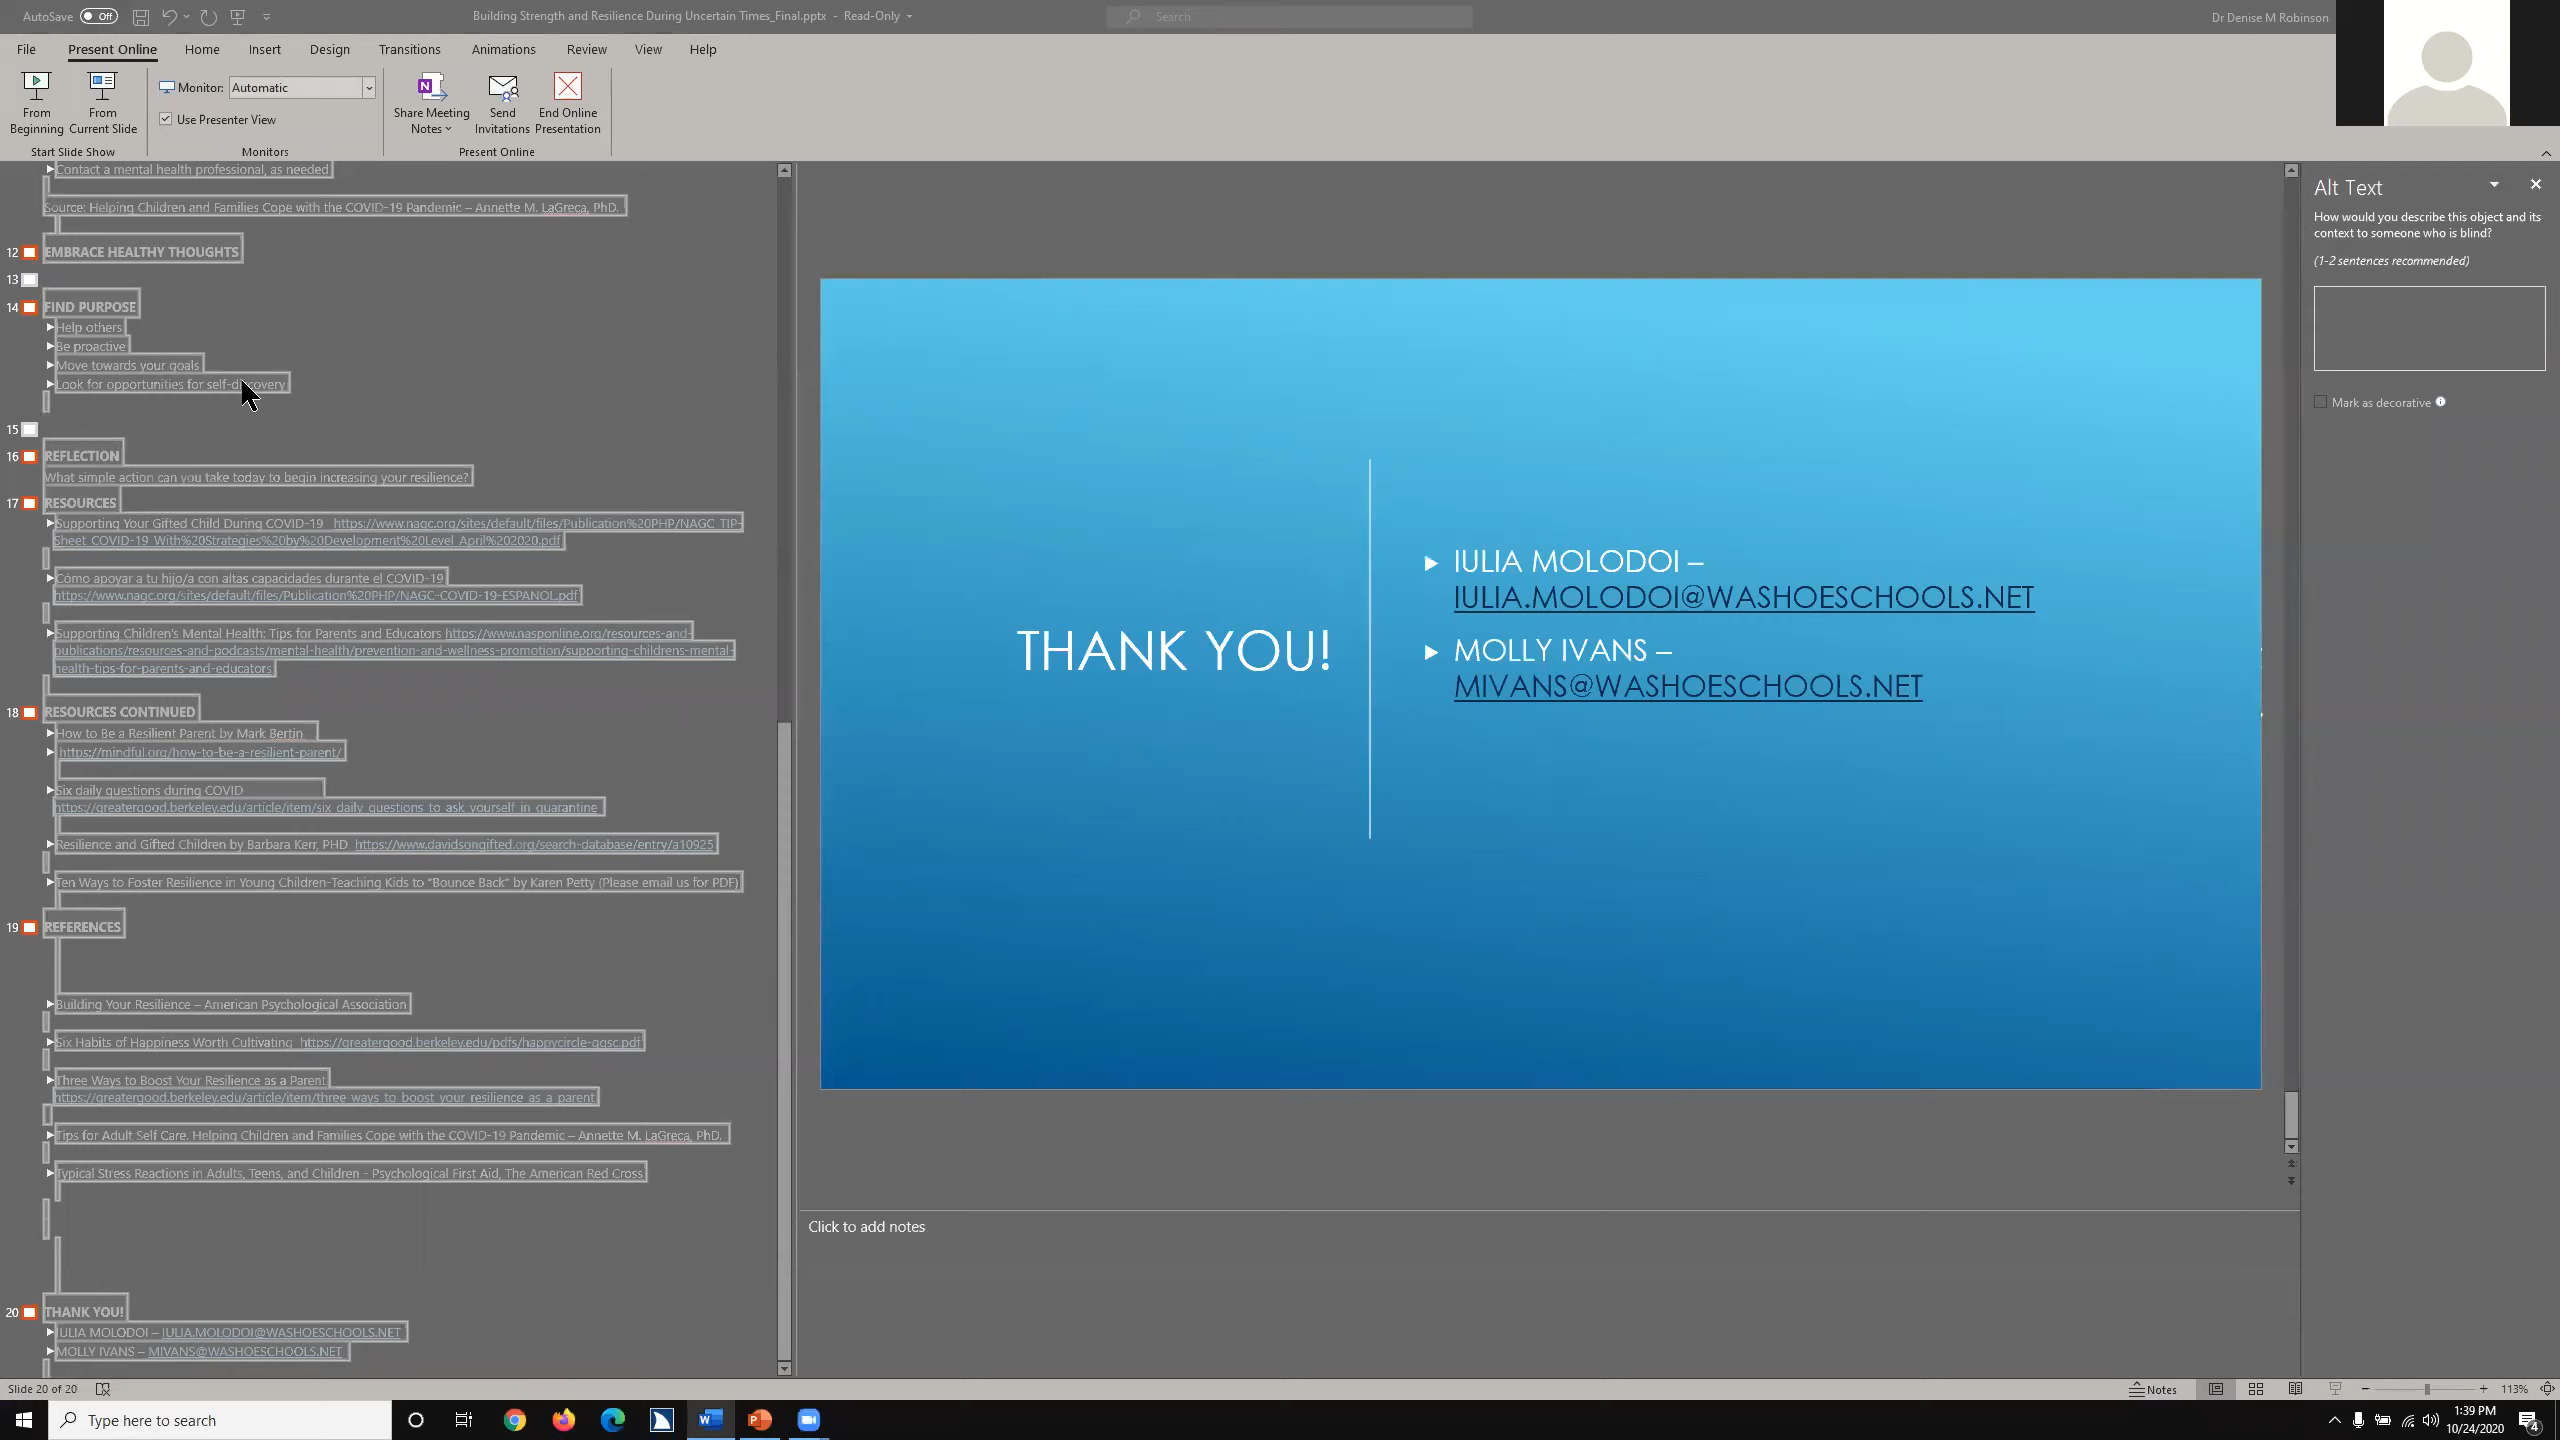 AutoSave Off
Building Strength and Resilience During Uncertain Times_Final.pptx - Read-Only
Search
Dr Denise M Robinson
File Present Online Home Insert Design Transitions Animations Review View Help
From Beginning
From Current Slide
Start Slide Show
Monitor: Automatic
Use Presenter View
Monitors
Share Meeting Notes
Send Invitations
End Online Presentation
Present Online
Contact a mental health professional, as needed
Source: Helping Children and Families Cope with the COVID-19 Pandemic – Annette M. LaGreca, PhD.
12 EMBRACE HEALTHY THOUGHTS
13
14 FIND PURPOSE
Help others
Be proactive
Move towards your goals
Look for opportunities for self-discovery
15
16 REFLECTION
What simple action can you take today to begin increasing your resilience?
17 RESOURCES
Supporting Your Gifted Child During COVID-19 https://www.nagc.org/sites/default/files/Publication%20PHP/NAGC_TIP-
Sheet_COVID-19_With%20Strategies%20by%20Development%20Level_April%202020.pdf
Cómo apoyar a tu hijo/a con altas capacidades durante el COVID-19
https://www.nagc.org/sites/default/files/Publication%20PHP/NAGC-COVID-19-ESPANOL.pdf
Supporting Children's Mental Health: Tips for Parents and Educators https://www.nasponline.org/resources-and-
publications/resources-and-podcasts/mental-health/prevention-and-wellness-promotion/supporting-childrens-mental-
health-tips-for-parents-and-educators
18 RESOURCES CONTINUED
How to Be a Resilient Parent by Mark Bertin
https://mindful.org/how-to-be-a-resilient-parent/
Six daily questions during COVID
https://greatergood.berkeley.edu/article/item/six_daily_questions_to_ask_yourself_in_quarantine
Resilience and Gifted Children by Barbara Kerr, PHD https://www.davidsongifted.org/search-database/entry/a10925
Ten Ways to Foster Resilience in Young Children-Teaching Kids to "Bounce Back" by Karen Petty (Please email us for PDF)
19 REFERENCES
Building Your Resilience – American Psychological Association
Six Habits of Happiness Worth Cultivating https://greatergood.berkeley.edu/pdfs/happycircle-ggsc.pdf
Three Ways to Boost Your Resilience as a Parent
https://greatergood.berkeley.edu/article/item/three_ways_to_boost_your_resilience_as_a_parent
Tips for Adult Self Care. Helping Children and Families Cope with the COVID-19 Pandemic – Annette M. LaGreca, PhD.
Typical Stress Reactions in Adults, Teens, and Children - Psychological First Aid, The American Red Cross
20 THANK YOU!
IULIA MOLODOI – IULIA.MOLODOI@WASHOESCHOOLS.NET
MOLLY IVANS – MIVANS@WASHOESCHOOLS.NET
THANK YOU!
IULIA MOLODOI –
IULIA.MOLODOI@WASHOESCHOOLS.NET
MOLLY IVANS –
MIVANS@WASHOESCHOOLS.NET
Click to add notes
Alt Text
How would you describe this object and its
context to someone who is blind?
(1-2 sentences recommended)
Mark as decorative
Slide 20 of 20
Notes
113%
Type here to search
1:39 PM
10/24/2020
4